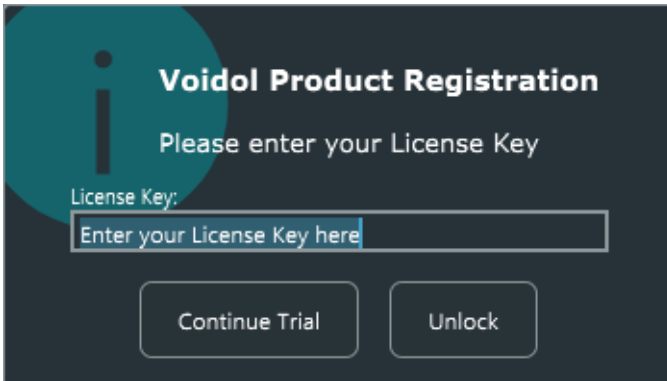 Voidol Product Registration
Please enter your License Key
License Key:
Enter your License Key here
Continue Trial
Unlock